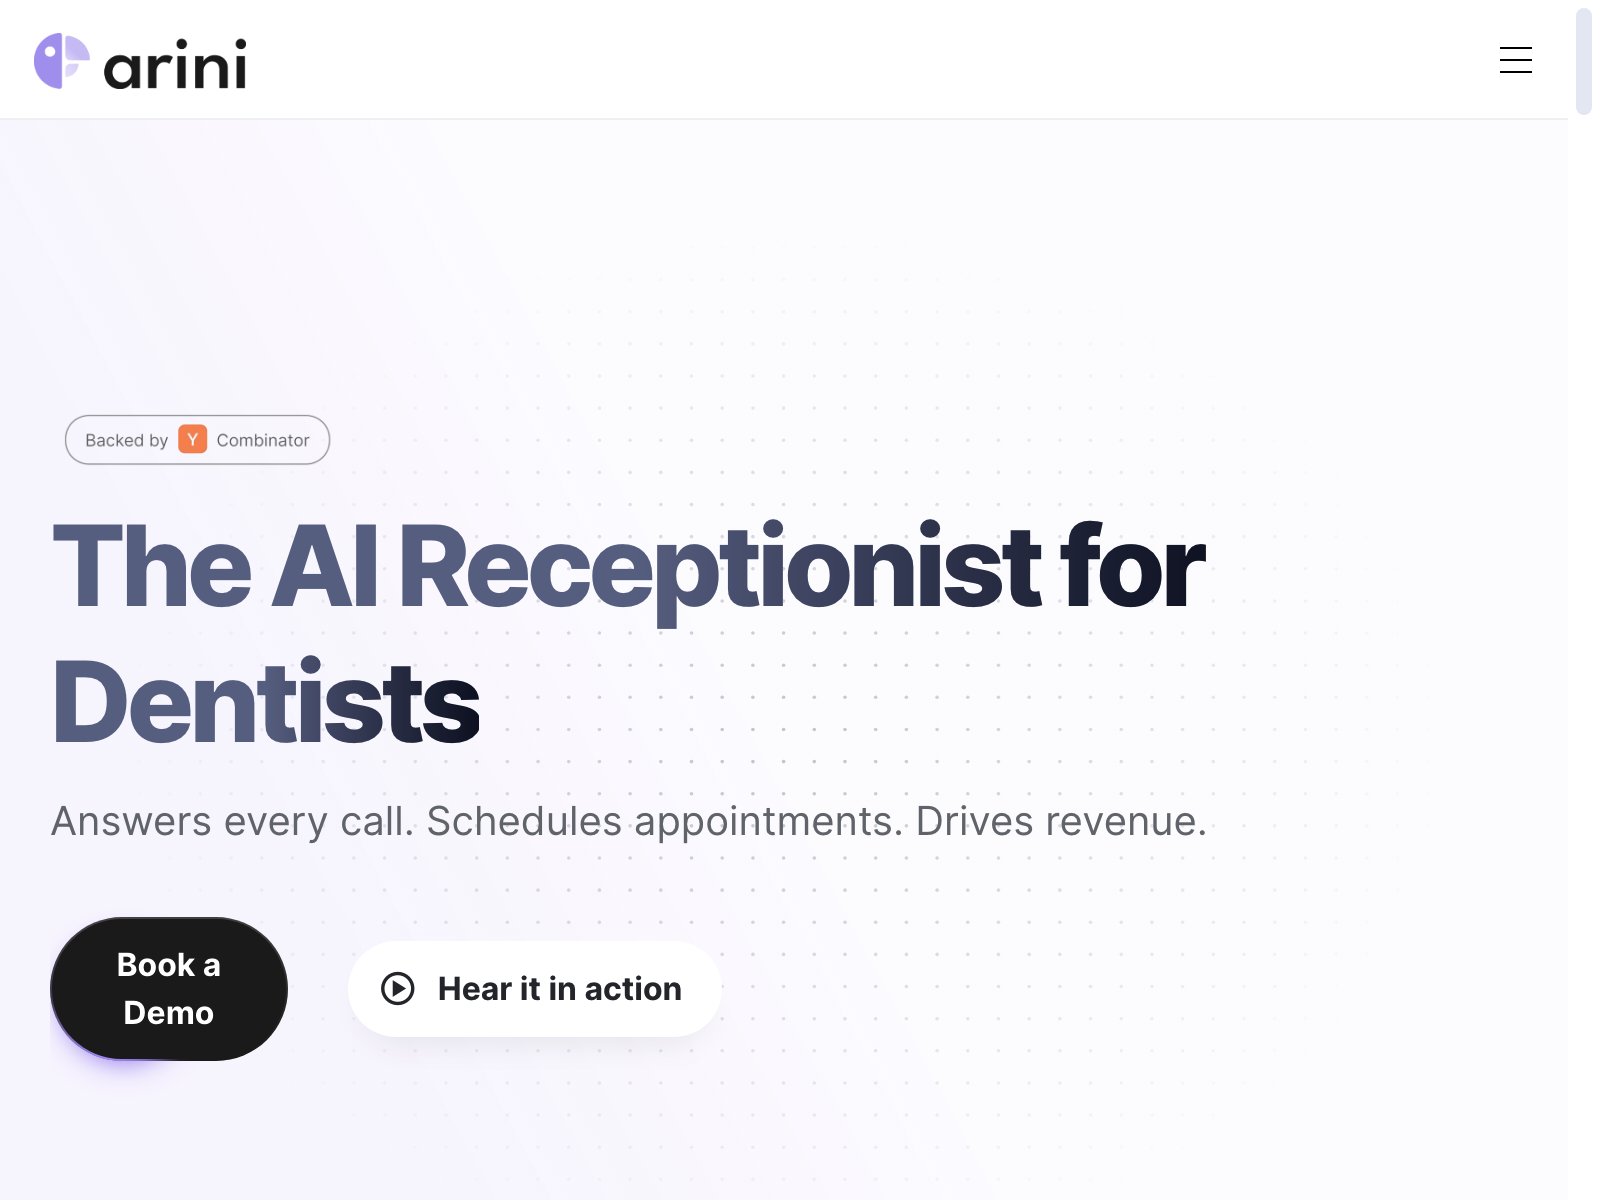 arini
Backed by Y Combinator
The AI Receptionist for
Dentists
Answers every call. Schedules appointments. Drives revenue.
Book a
Demo
Hear it in action